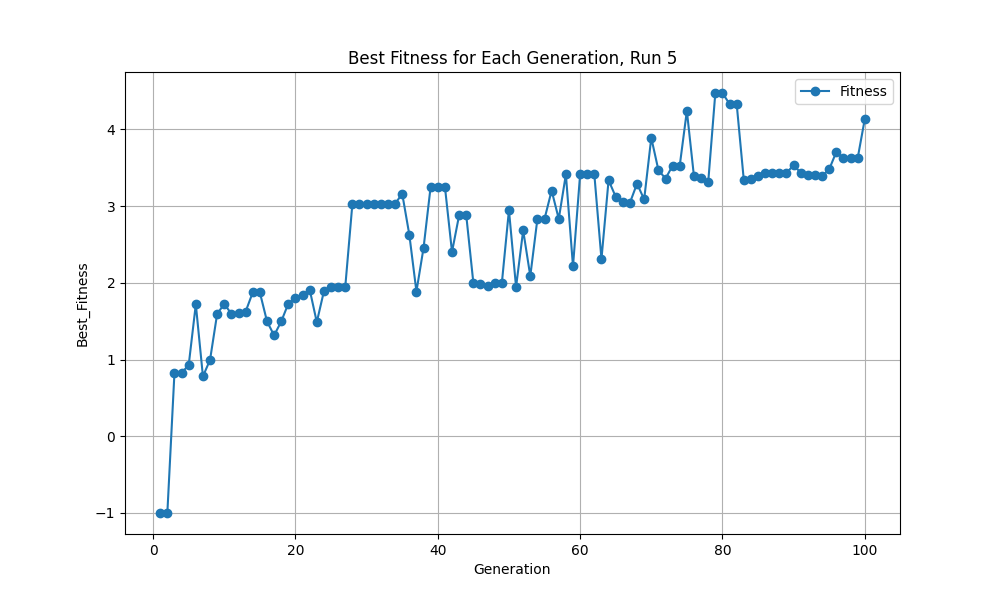 Best Fitness for Each Generation, Run 5
Fitness
Best_Fitness
4
3
2
1
0
−1
0 20 40 60 80 100
Generation